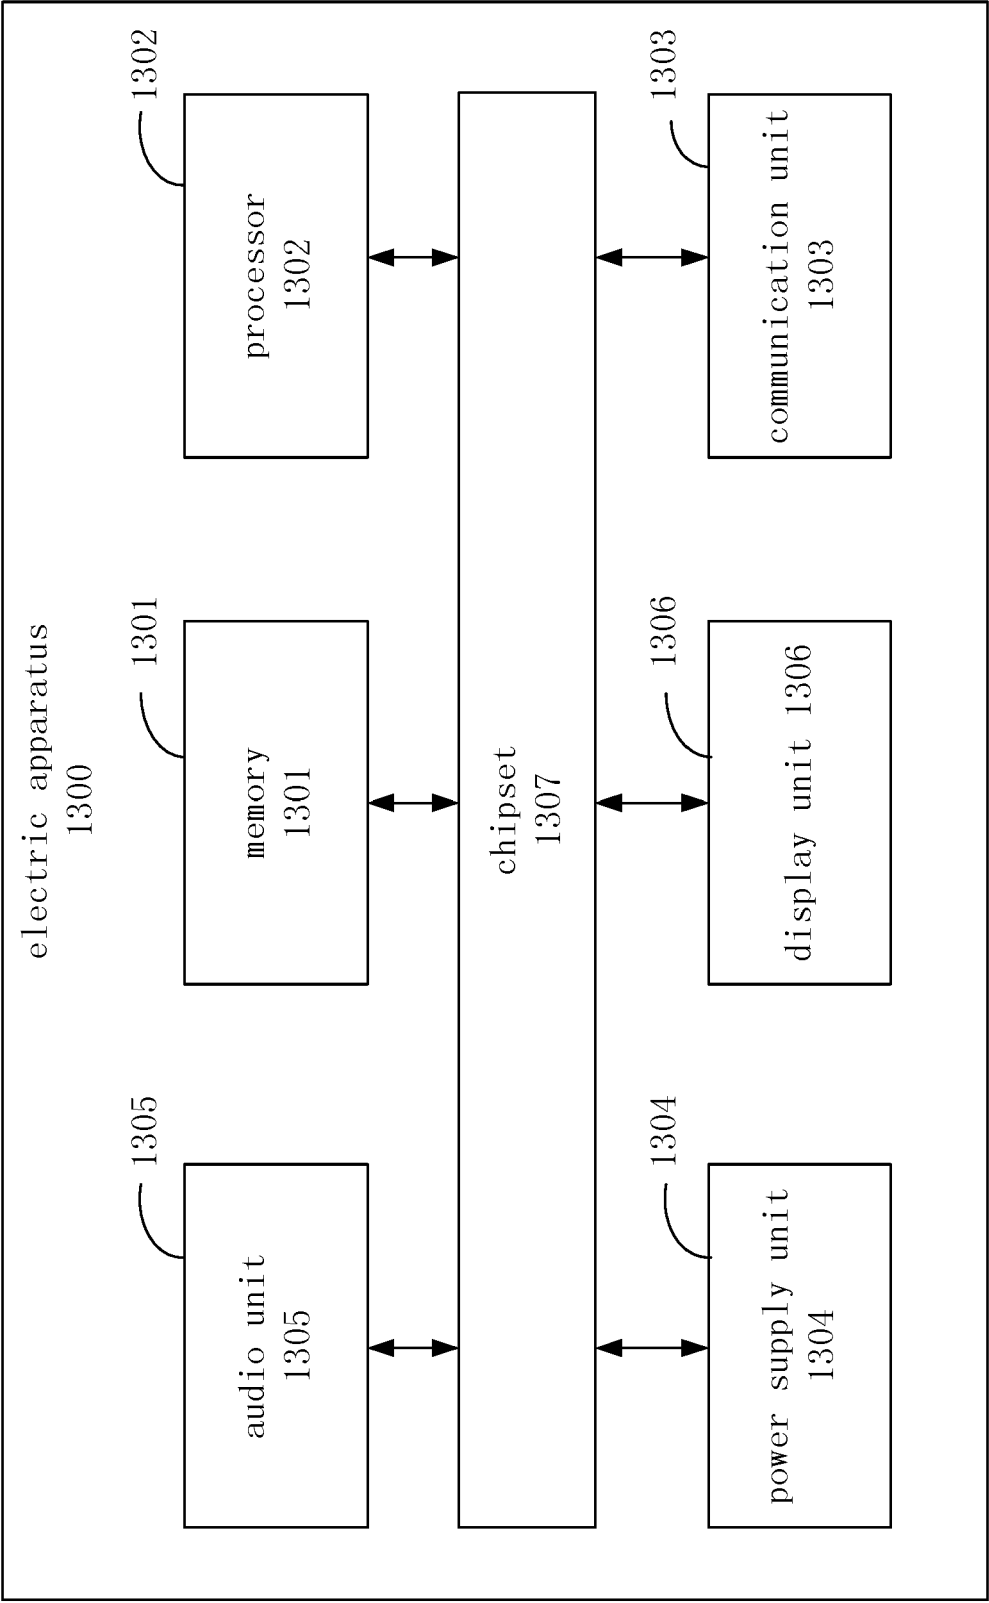 electric apparatus
1300
1305
1301
1302
audio unit
1305
memory
1301
processor
1302
chipset
1307
1304
1306
1303
power supply unit
1304
display unit 1306
communication unit
1303